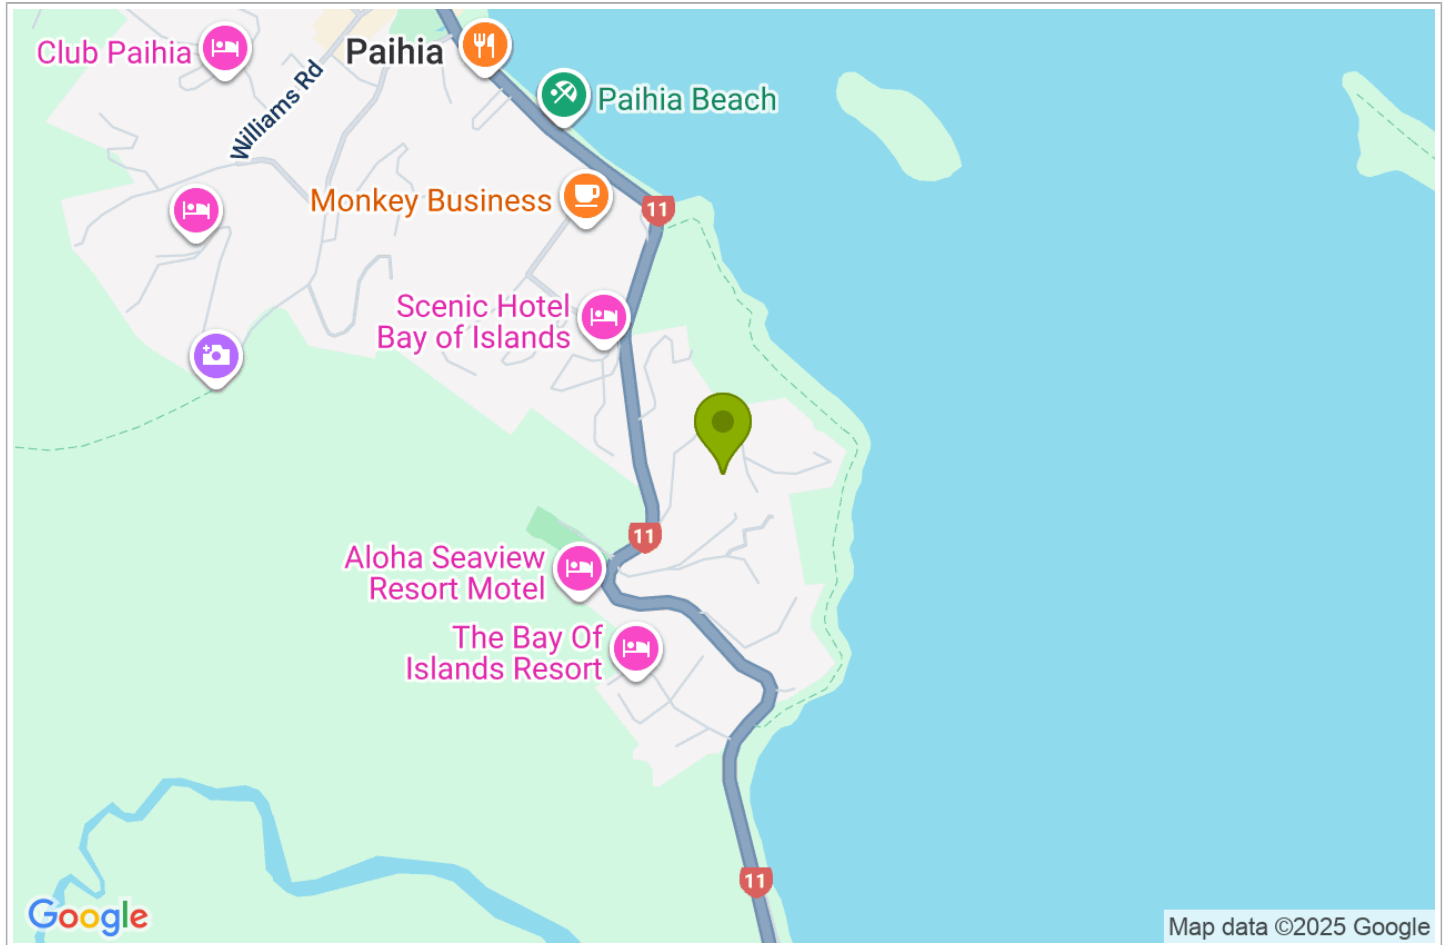 Club Paihia
Paihia
Williams Rd
Paihia Beach
Monkey Business
11
Scenic Hotel
Bay of Islands
11
Aloha Seaview
Resort Motel
The Bay Of
Islands Resort
11
Google
Map data ©2025 Google